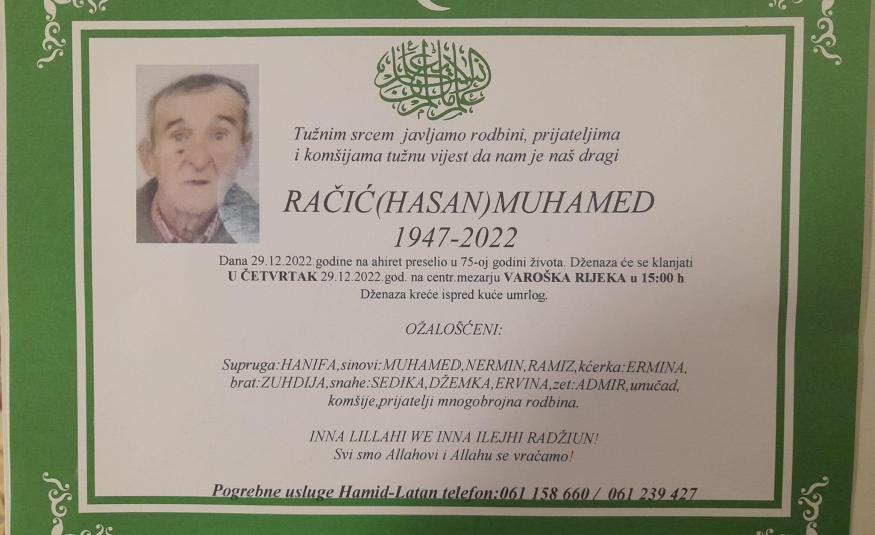 Tužnim srcem javljamo rodbini, prijateljima
i komšijama tužnu vijest da nam je naš dragi
RAČIĆ(HASAN)MUHAMED
1947-2022
Dana 29.12.2022.godine na ahiret preselio u 75-oj godini života. Dženaza će se klanjati
U ČETVRTAK 29.12.2022.god. na centr.mezarju VAROŠKA RIJEKA u 15:00 h
Dženaza kreće ispred kuće umrlog.
OŽALOŠĆENI:
Supruga:HANIFA,sinovi:MUHAMED,NERMIN,RAMIZ,kćerka:ERMINA,
brat:ZUHDIJA,snahe:SEDIKA,DŽEMKA,ERVINA,zet:ADMIR,unučad,
komšije,prijatelji mnogobrojna rodbina.
INNA LILLAHI WE INNA ILEJHI RADŽIUN!
Svi smo Allahovi i Allahu se vraćamo!
Pogrebne usluge Hamid-Latan telefon:061 158 660 / 061 239 427